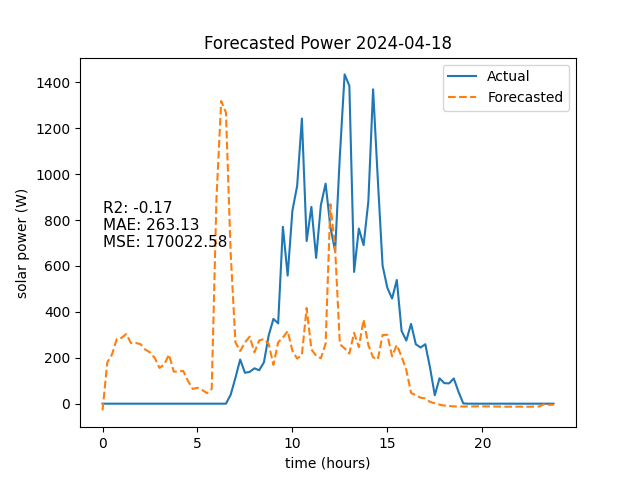 Forecasted Power 2024-04-18
Actual
Forecasted
R2: -0.17
MAE: 263.13
MSE: 170022.58
solar power (W)
1400
1200
1000
800
600
400
200
0
0 5 10 15 20
time (hours)